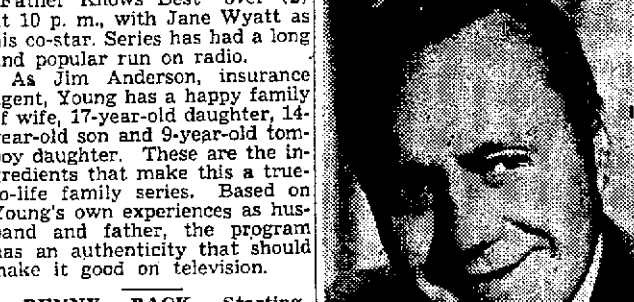 Father Knows Best" over (2)
at 10 p. m., with Jane Wyatt as
his co-star. Series has had a long
and popular run on radio.
As Jim Anderson, insurance
agent, Young has a happy family
of wife, 17-year-old daughter, 14-
year-old son and 9-year-old tom-
boy daughter. These are the in-
gredients that make this a true-
to-life family series. Based on
Young's own experiences as hus-
band and father, the program
has an authenticity that should
make it good on television.
BENNY BACK Starting